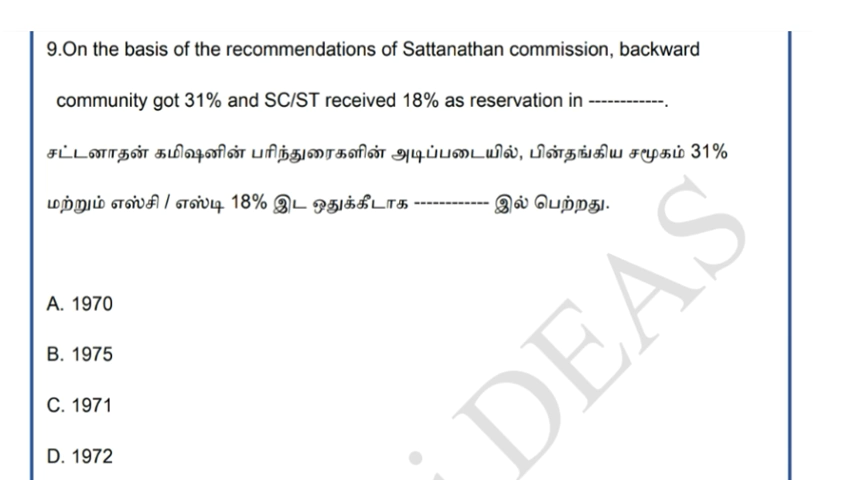 9.On the basis of the recommendations of Sattanathan commission, backward
community got 31% and SC/ST received 18% as reservation in ------------.
சட்டனாதன் கமிஷனின் பரிந்துரைகளின் அடிப்படையில், பின்தங்கிய சமூகம் 31%
மற்றும் எஸ்சி / எஸ்டி 18% இட ஒதுக்கீடாக ------------ இல் பெற்றது.
A. 1970
B. 1975
C. 1971
D. 1972
i DEAS